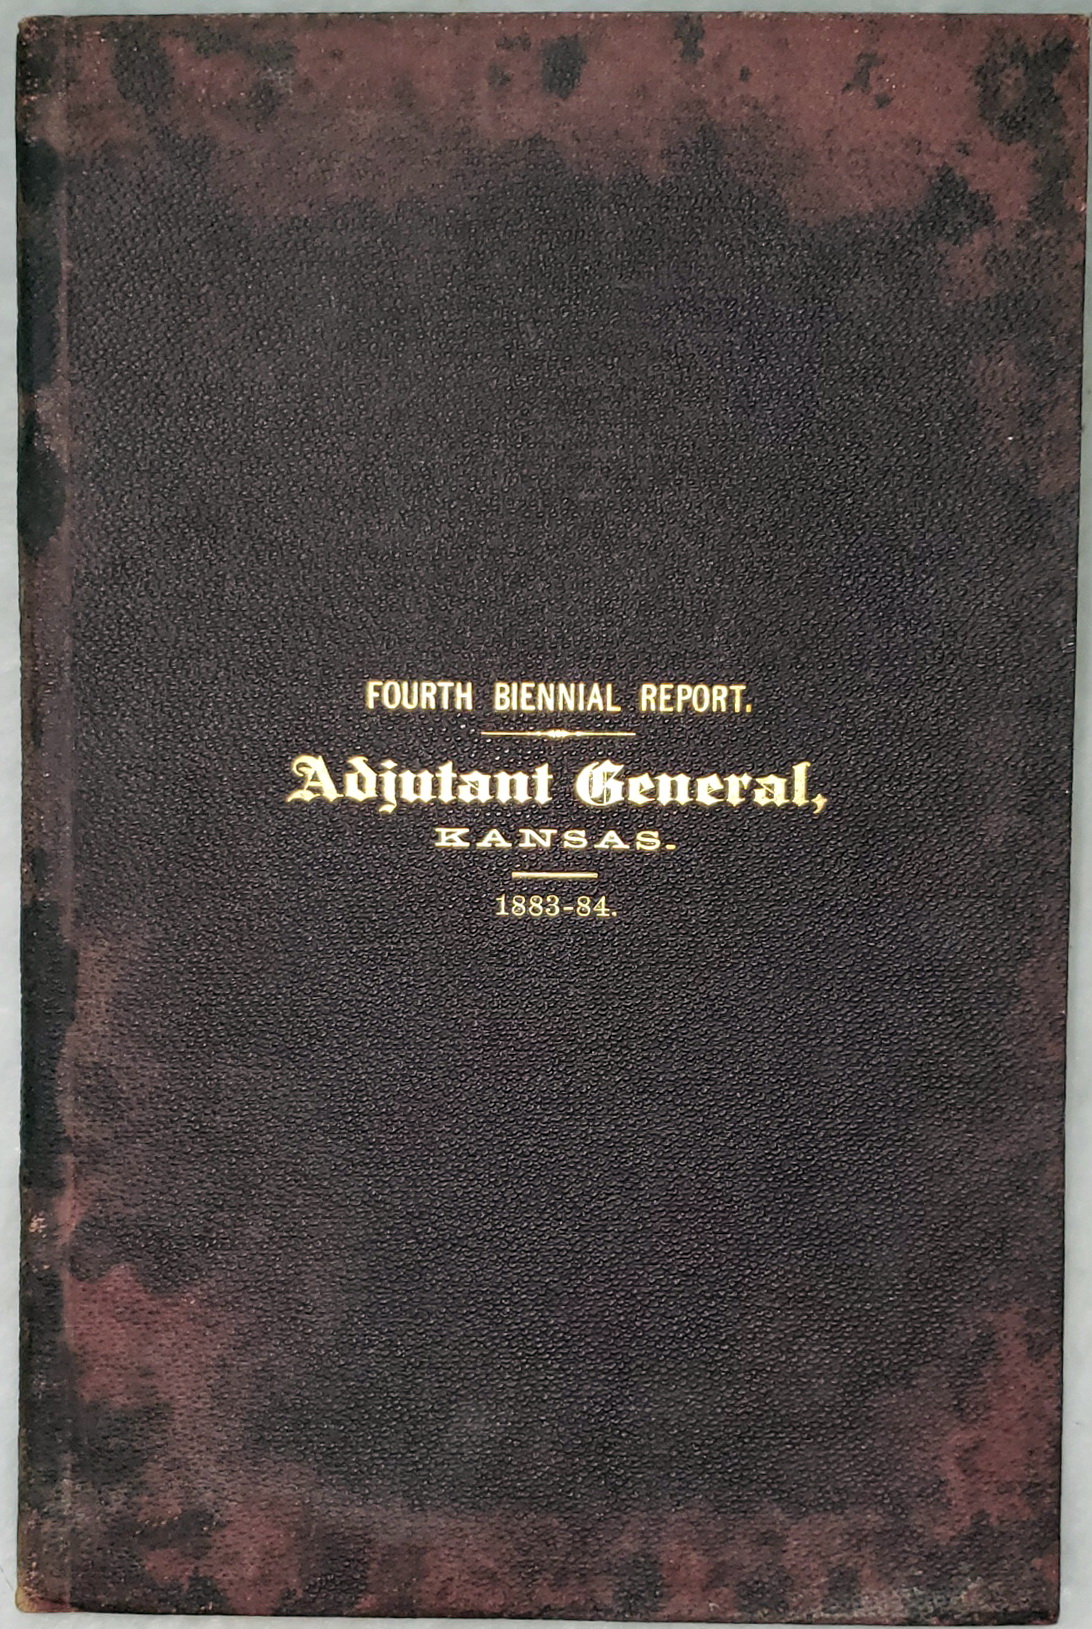 FOURTH BIENNIAL REPORT.
Adjutant General,
KANSAS.
1883-84.